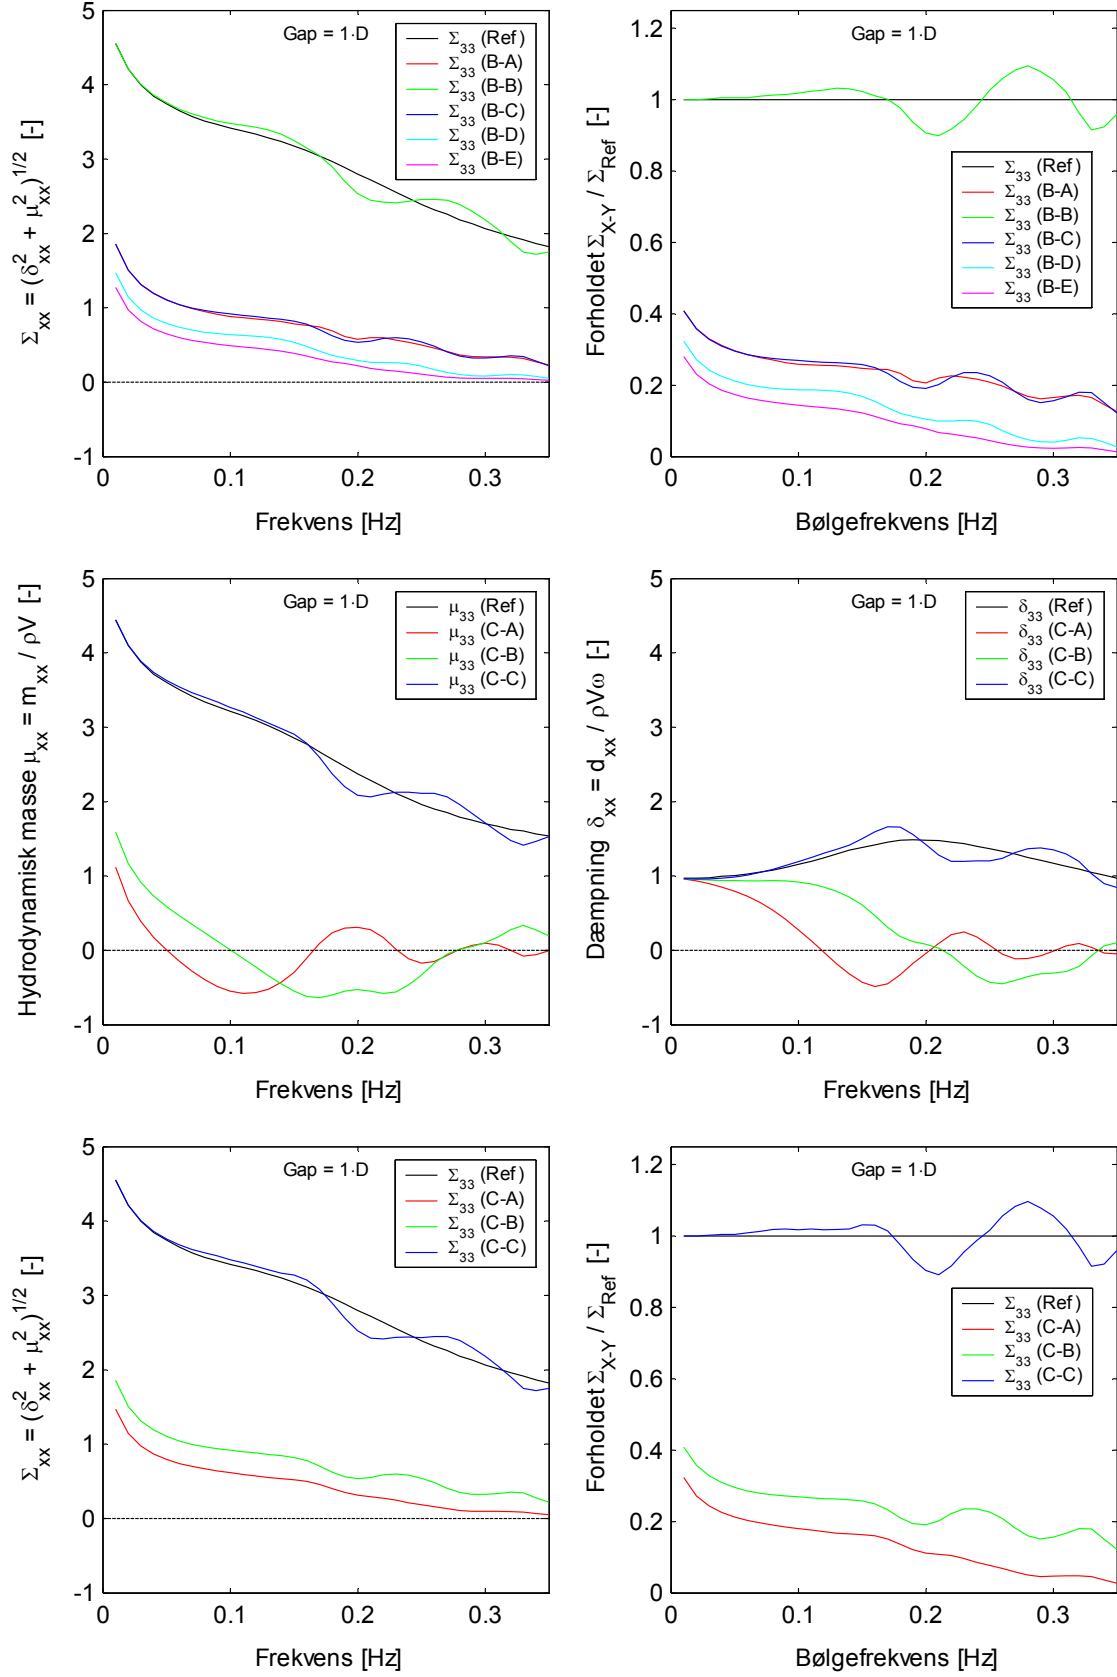 Σxx = (δ²xx + μ²xx)^1/2 [-]
5
4
3
2
1
0
-1
Gap = 1·D
Σ33 (Ref)
Σ33 (B-A)
Σ33 (B-B)
Σ33 (B-C)
Σ33 (B-D)
Σ33 (B-E)
0 0.1 0.2 0.3
Frekvens [Hz]
Forholdet ΣX-Y / ΣRef [-]
1.2
1
0.8
0.6
0.4
0.2
0
Gap = 1·D
Σ33 (Ref)
Σ33 (B-A)
Σ33 (B-B)
Σ33 (B-C)
Σ33 (B-D)
Σ33 (B-E)
0 0.1 0.2 0.3
Bølgefrekvens [Hz]
Hydrodynamisk masse μxx = mxx / ρV [-]
5
4
3
2
1
0
-1
Gap = 1·D
μ33 (Ref)
μ33 (C-A)
μ33 (C-B)
μ33 (C-C)
0 0.1 0.2 0.3
Frekvens [Hz]
Dæmpning δxx = dxx / ρVω [-]
5
4
3
2
1
0
-1
Gap = 1·D
δ33 (Ref)
δ33 (C-A)
δ33 (C-B)
δ33 (C-C)
0 0.1 0.2 0.3
Frekvens [Hz]
Σxx = (δ²xx + μ²xx)^1/2 [-]
5
4
3
2
1
0
-1
Gap = 1·D
Σ33 (Ref)
Σ33 (C-A)
Σ33 (C-B)
Σ33 (C-C)
0 0.1 0.2 0.3
Frekvens [Hz]
Forholdet ΣX-Y / ΣRef [-]
1.2
1
0.8
0.6
0.4
0.2
0
Gap = 1·D
Σ33 (Ref)
Σ33 (C-A)
Σ33 (C-B)
Σ33 (C-C)
0 0.1 0.2 0.3
Bølgefrekvens [Hz]